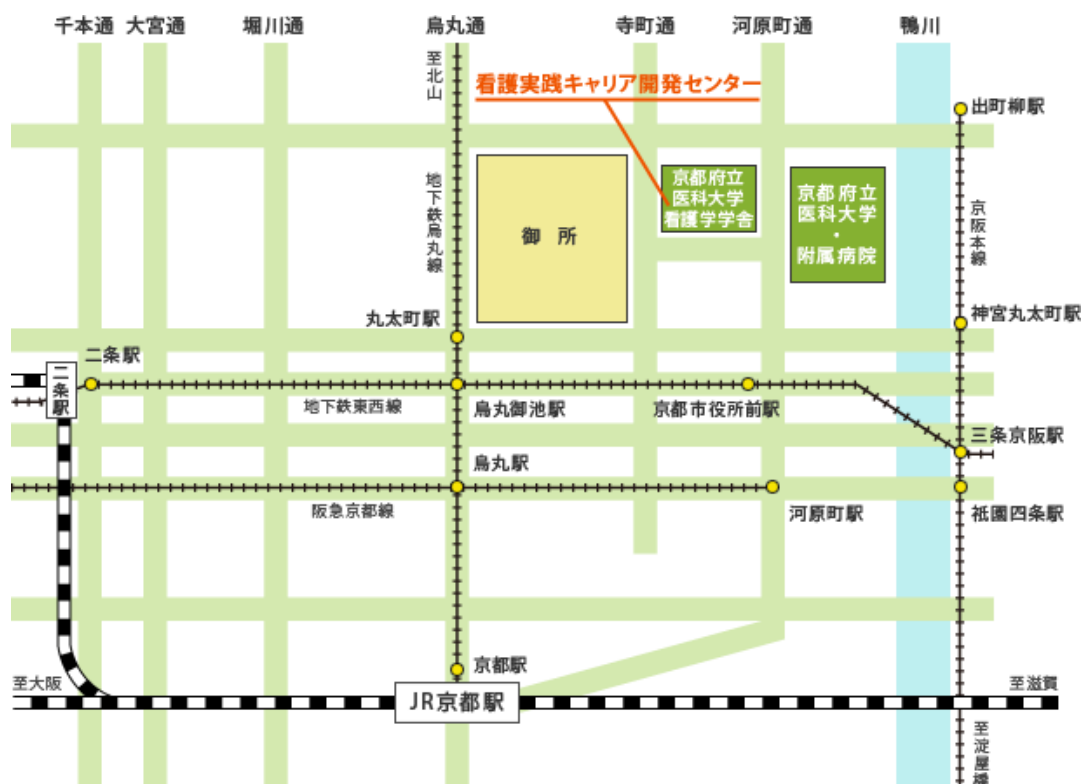 千本通
大宮通
堀川通
烏丸通
寺町通
河原町通
鴨川
至北山
看護実践キャリア開発センター
出町柳駅
地下鉄烏丸線
御 所
京都府立
医科大学
看護学学舎
京都府立
医科大学
・
附属病院
京阪本線
丸太町駅
神宮丸太町駅
二条駅
二条駅
地下鉄東西線
烏丸御池駅
京都市役所前駅
三条京阪駅
烏丸駅
阪急京都線
河原町駅
祇園四条駅
京都駅
至大阪
JR京都駅
至滋賀
至淀屋橋